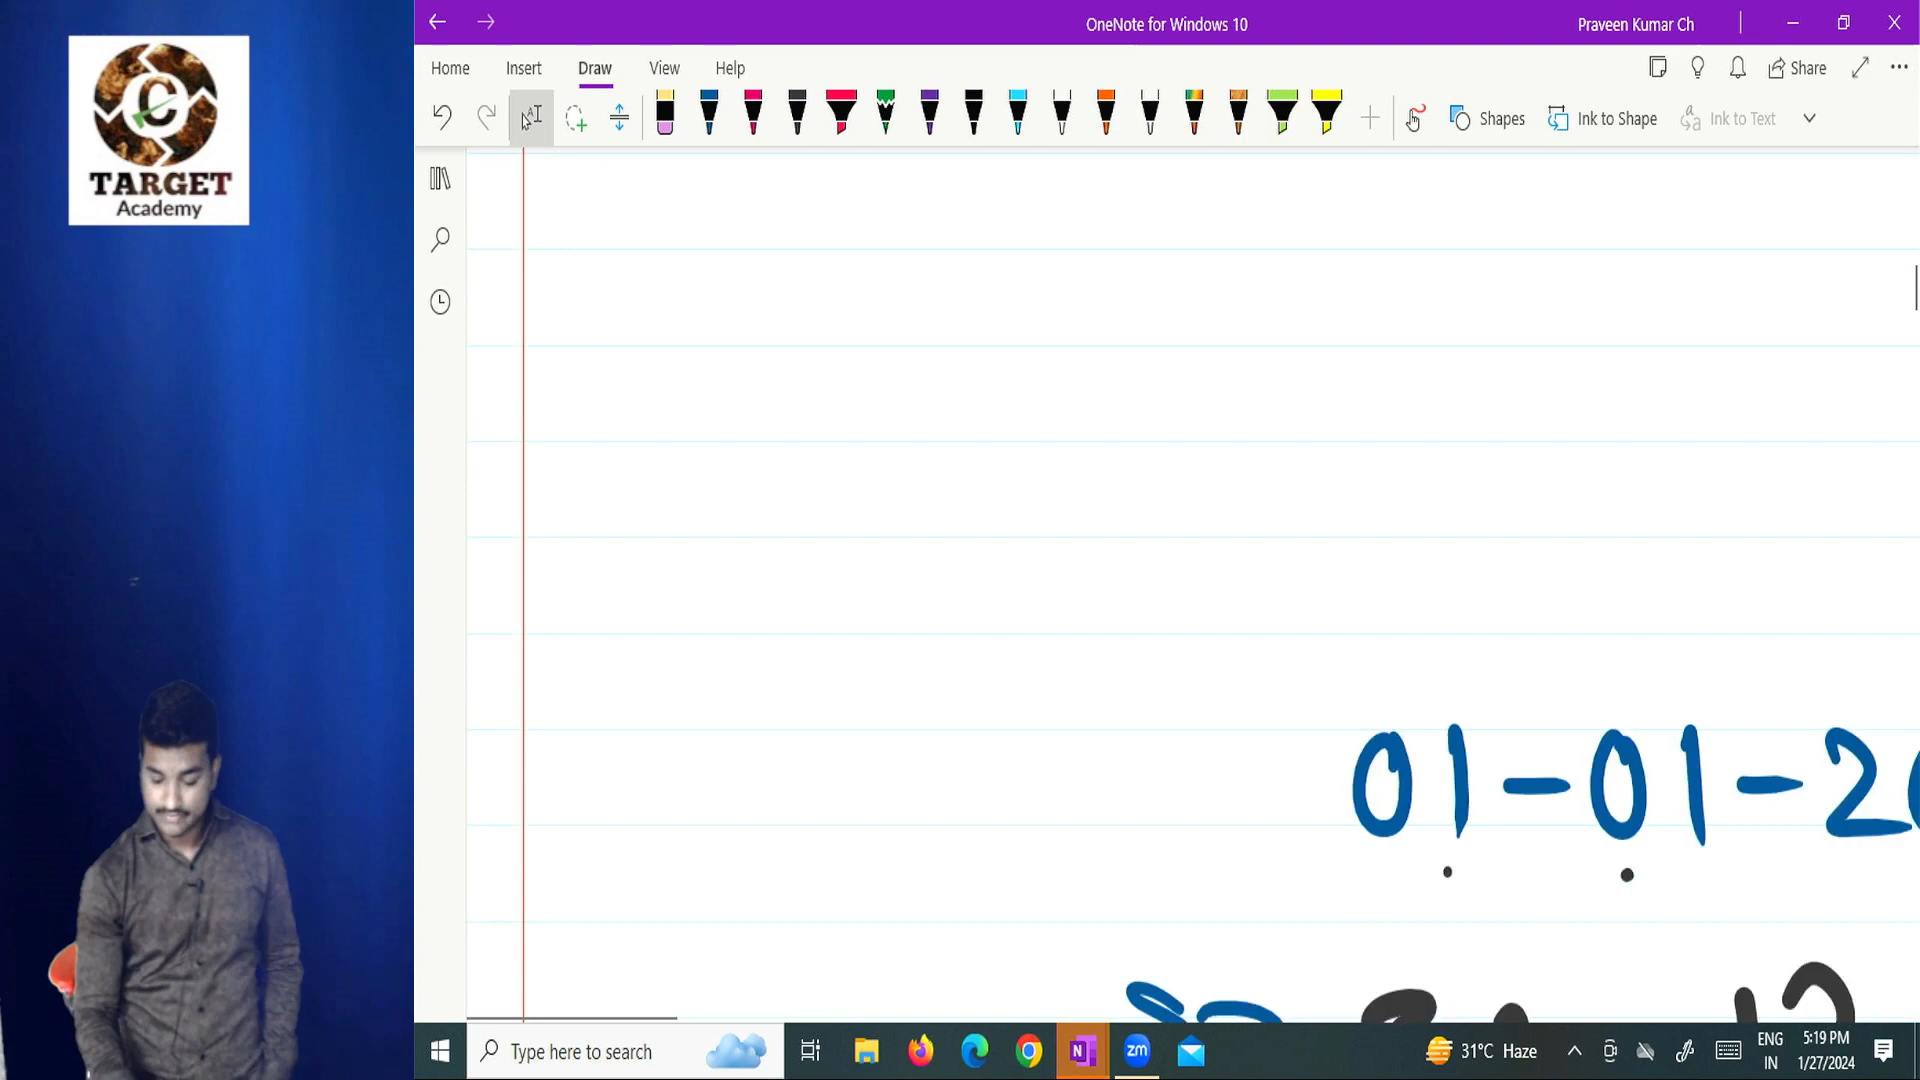 OneNote for Windows 10
Praveen Kumar Ch
Home
Insert
Draw
View
Help
Share
Shapes
Ink to Shape
Ink to Text
C
TARGET
Academy
01-01-2
Type here to search
N
zm
31°C Haze
ENG
IN
5:19 PM
1/27/2024